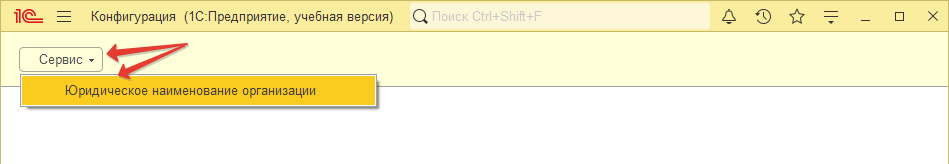 1С Конфигурация (1С:Предприятие, учебная версия) Поиск Ctrl+Shift+F
Сервис
Юридическое наименование организации